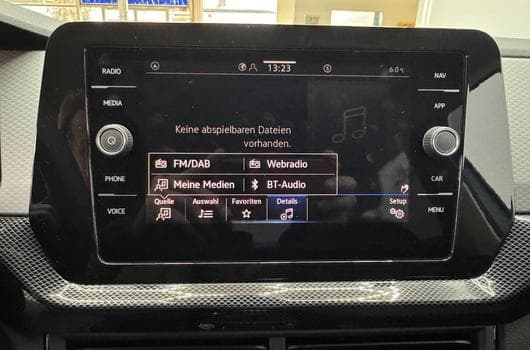 RADIO
MEDIA
PHONE
VOICE
13:23
6.0°C
Keine abspielbaren Dateien
vorhanden.
FM/DAB Webradio
Meine Medien BT-Audio
Quelle Auswahl Favoriten Details Setup
NAV
APP
CAR
MENU